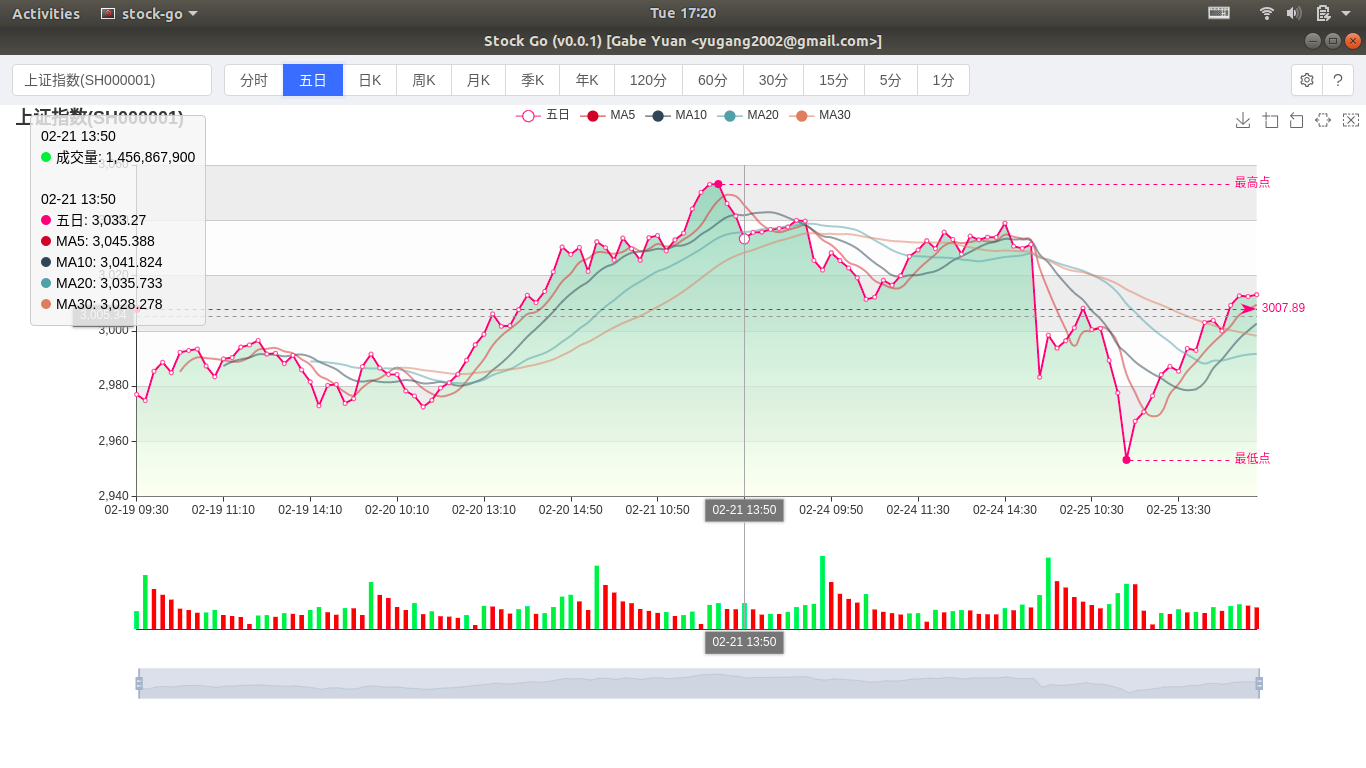 Activities stock-go Tue 17:20
Stock Go (v0.0.1) [Gabe Yuan <yugang2002@gmail.com>]
上证指数(SH000001) 分时 五日 日K 周K 月K 季K 年K 120分 60分 30分 15分 5分 1分
上证指数(SH000001)
五日 MA5 MA10 MA20 MA30
02-21 13:50
成交量: 1,456,867,900
02-21 13:50
五日: 3,033.27
MA5: 3,045.388
MA10: 3,041.824
MA20: 3,035.733
MA30: 3,028.278
最高点
3,020
3007.89
3,005.34
3,000
2,980
2,960
最低点
2,940
02-19 09:30 02-19 11:10 02-19 14:10 02-20 10:10 02-20 13:10 02-20 14:50 02-21 10:50 02-21 13:50 02-24 09:50 02-24 11:30 02-24 14:30 02-25 10:30 02-25 13:30
02-21 13:50